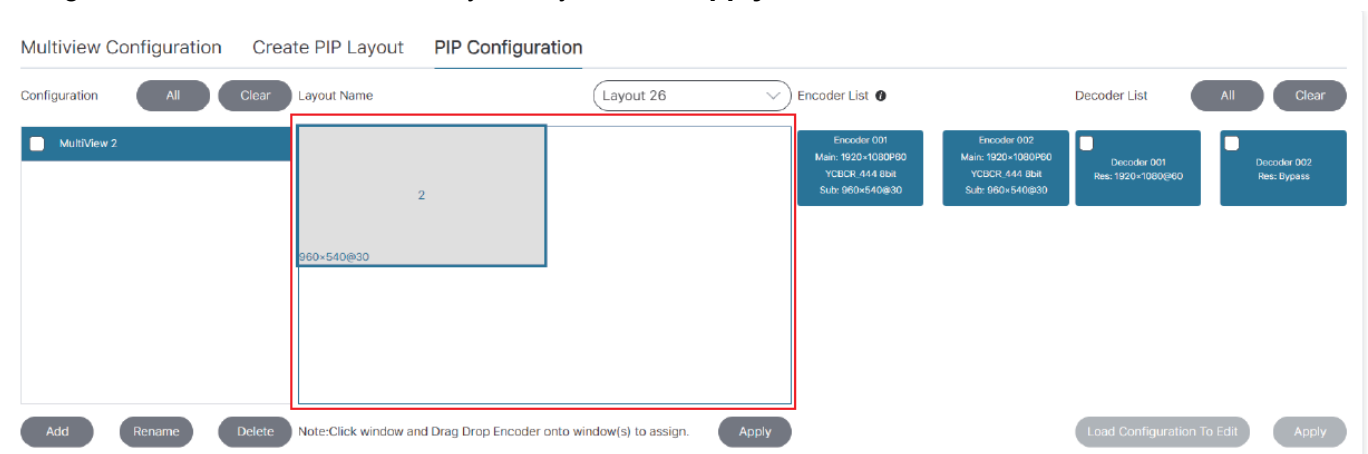 Multiview Configuration Create PIP Layout PIP Configuration
Configuration All Clear Layout Name Layout 26 Encoder List Decoder List All Clear
MultiView 2
2
960×540@30
Encoder 001
Main: 1920×1080P60
YCBCR_444 8bit
Sub: 960×540@30
Encoder 002
Main: 1920×1080P60
YCBCR_444 8bit
Sub: 960×540@30
Decoder 001
Res: 1920×1080@60
Decoder 002
Res: Bypass
Add Rename Delete Note:Click window and Drag Drop Encoder onto window(s) to assign. Apply Load Configuration To Edit Apply